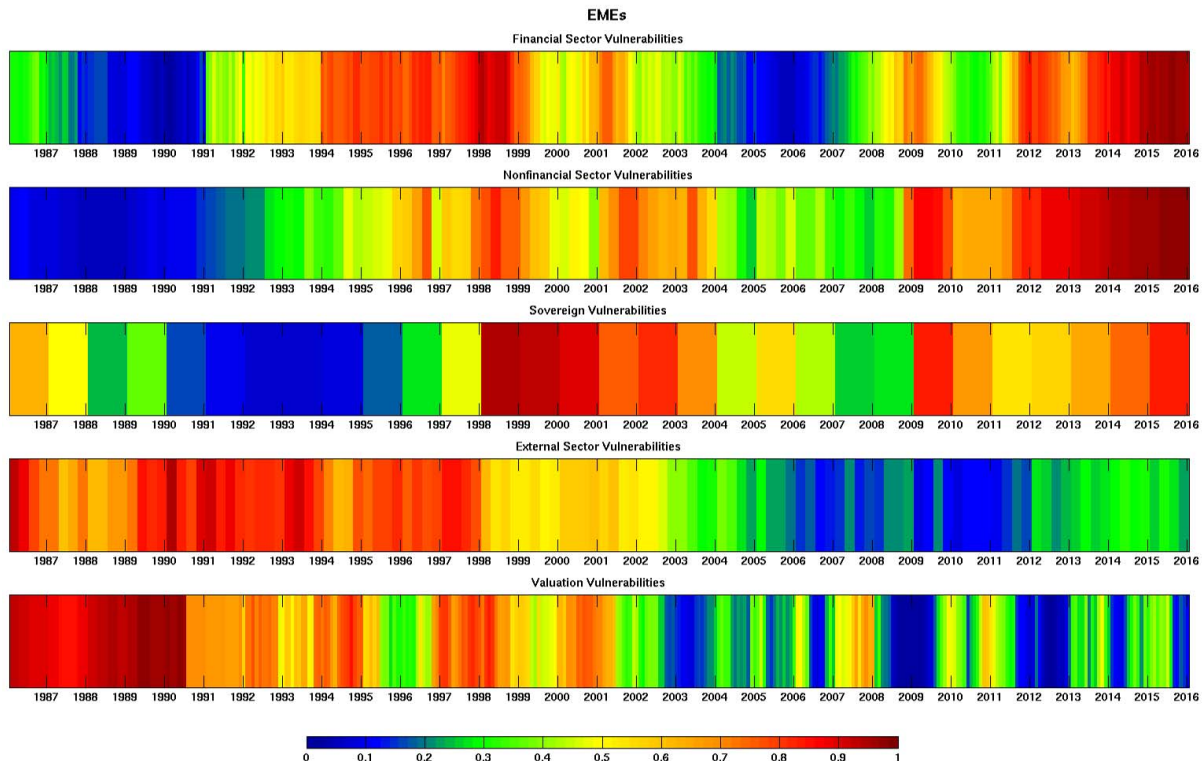 EMEs
Financial Sector Vulnerabilities
1987 1988 1989 1990 1991 1992 1993 1994 1995 1996 1997 1998 1999 2000 2001 2002 2003 2004 2005 2006 2007 2008 2009 2010 2011 2012 2013 2014 2015 2016
Nonfinancial Sector Vulnerabilities
1987 1988 1989 1990 1991 1992 1993 1994 1995 1996 1997 1998 1999 2000 2001 2002 2003 2004 2005 2006 2007 2008 2009 2010 2011 2012 2013 2014 2015 2016
Sovereign Vulnerabilities
1987 1988 1989 1990 1991 1992 1993 1994 1995 1996 1997 1998 1999 2000 2001 2002 2003 2004 2005 2006 2007 2008 2009 2010 2011 2012 2013 2014 2015 2016
External Sector Vulnerabilities
1987 1988 1989 1990 1991 1992 1993 1994 1995 1996 1997 1998 1999 2000 2001 2002 2003 2004 2005 2006 2007 2008 2009 2010 2011 2012 2013 2014 2015 2016
Valuation Vulnerabilities
1987 1988 1989 1990 1991 1992 1993 1994 1995 1996 1997 1998 1999 2000 2001 2002 2003 2004 2005 2006 2007 2008 2009 2010 2011 2012 2013 2014 2015 2016
0 0.1 0.2 0.3 0.4 0.5 0.6 0.7 0.8 0.9 1